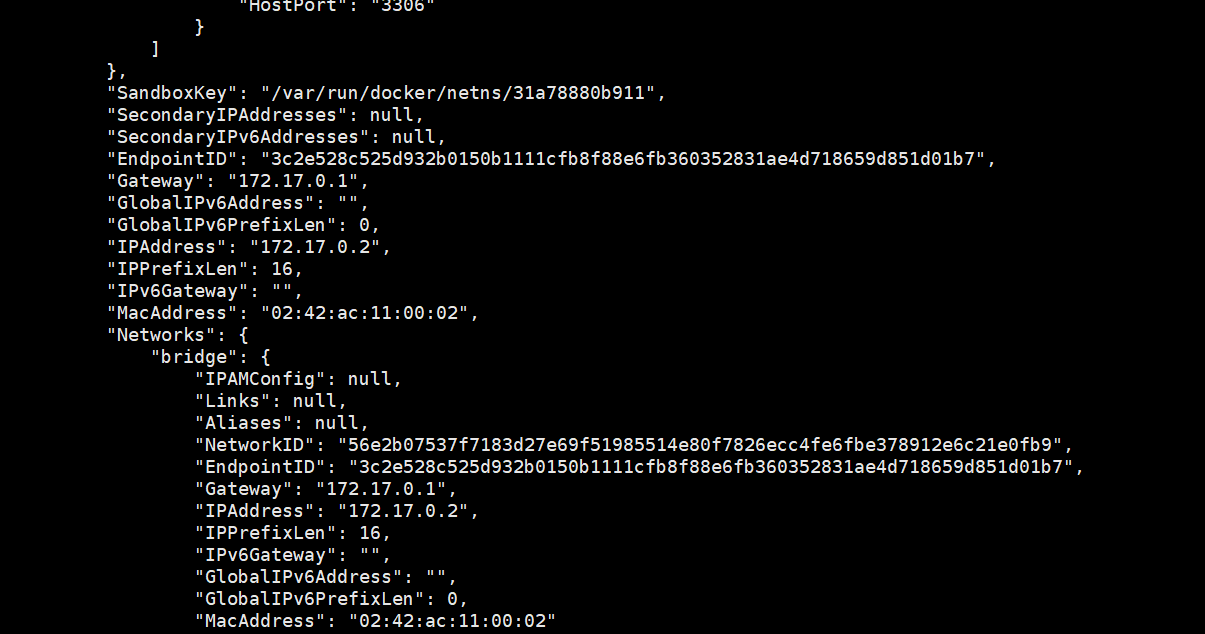 "HostPort": "3306"
}
]
},
"SandboxKey": "/var/run/docker/netns/31a78880b911",
"SecondaryIPAddresses": null,
"SecondaryIPv6Addresses": null,
"EndpointID": "3c2e528c525d932b0150b1111cfb8f88e6fb360352831ae4d718659d851d01b7",
"Gateway": "172.17.0.1",
"GlobalIPv6Address": "",
"GlobalIPv6PrefixLen": 0,
"IPAddress": "172.17.0.2",
"IPPrefixLen": 16,
"IPv6Gateway": "",
"MacAddress": "02:42:ac:11:00:02",
"Networks": {
"bridge": {
"IPAMConfig": null,
"Links": null,
"Aliases": null,
"NetworkID": "56e2b07537f7183d27e69f51985514e80f7826ecc4fe6fbe378912e6c21e0fb9",
"EndpointID": "3c2e528c525d932b0150b1111cfb8f88e6fb360352831ae4d718659d851d01b7",
"Gateway": "172.17.0.1",
"IPAddress": "172.17.0.2",
"IPPrefixLen": 16,
"IPv6Gateway": "",
"GlobalIPv6Address": "",
"GlobalIPv6PrefixLen": 0,
"MacAddress": "02:42:ac:11:00:02"